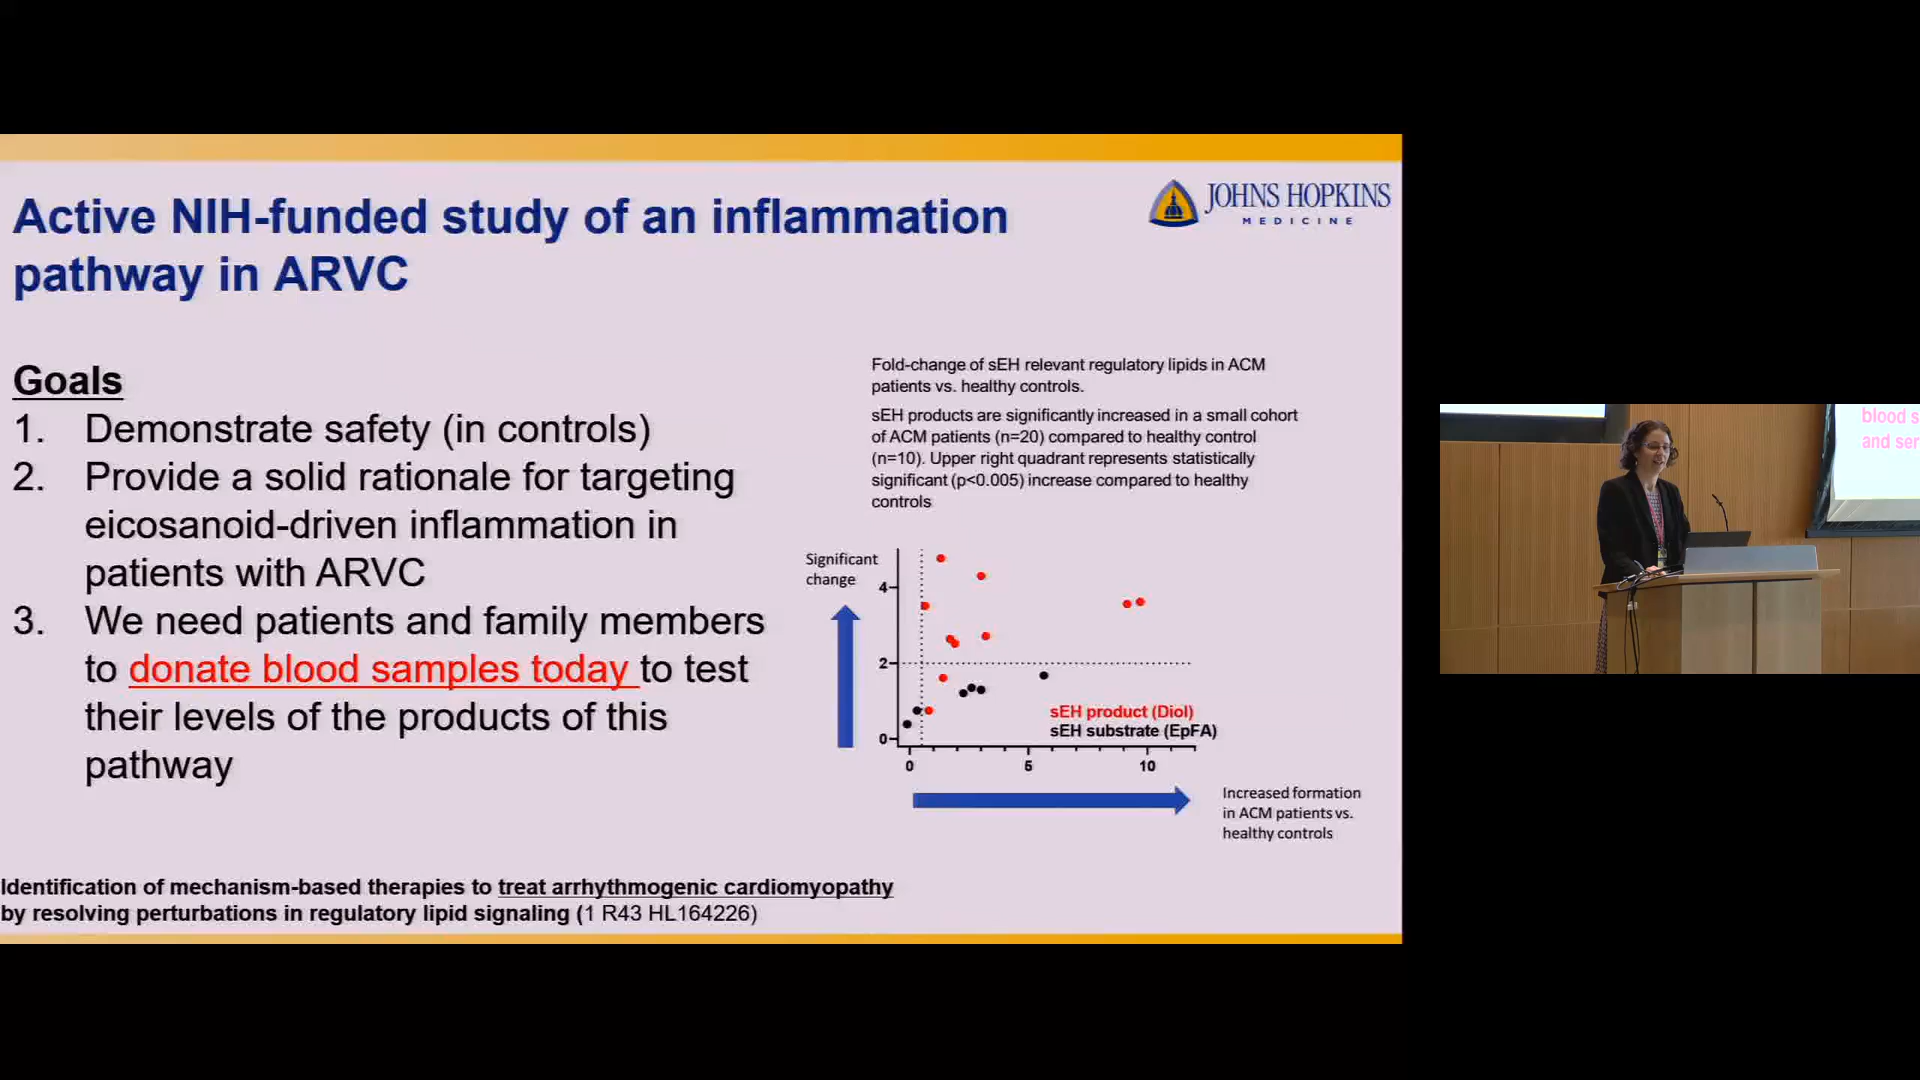 Active NIH-funded study of an inflammation
pathway in ARVC
JOHNS HOPKINS
MEDICINE
Goals
1. Demonstrate safety (in controls)
2. Provide a solid rationale for targeting
eicosanoid-driven inflammation in
patients with ARVC
3. We need patients and family members
to donate blood samples today to test
their levels of the products of this
pathway
Fold-change of sEH relevant regulatory lipids in ACM
patients vs. healthy controls.
sEH products are significantly increased in a small cohort
of ACM patients (n=20) compared to healthy control
(n=10). Upper right quadrant represents statistically
significant (p<0.005) increase compared to healthy
controls
Significant
change
4
2
0
sEH product (Diol)
sEH substrate (EpFA)
0 5 10
Increased formation
in ACM patients vs.
healthy controls
Identification of mechanism-based therapies to treat arrhythmogenic cardiomyopathy
by resolving perturbations in regulatory lipid signaling (1 R43 HL164226)
blood s
and ser